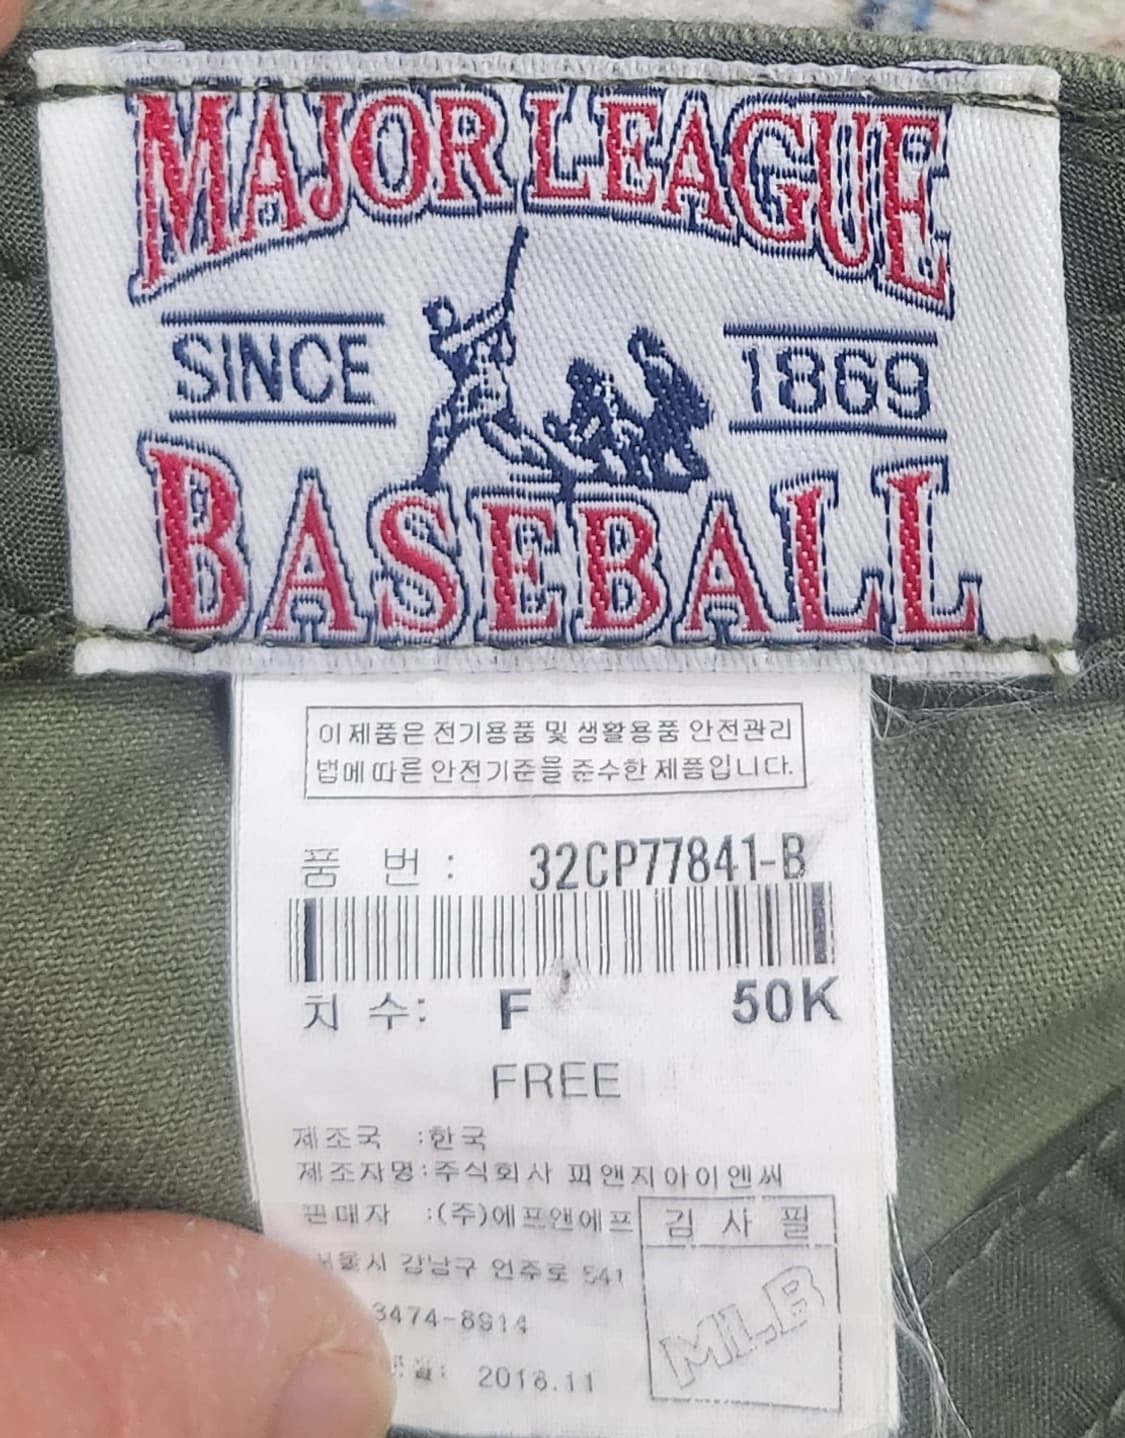 MAJOR LEAGUE
SINCE 1869
BASEBALL
이 제품은 전기용품 및 생활용품 안전관리
법에 따른 안전기준을 준수한 제품입니다.
품 번 : 32CP77841-B
치 수: F 50K
FREE
제조국 :한국
제조자명:주식회사 피앤지아이앤씨
판매자 :(주)에프앤에프
검 사 필
강남구 언주로 541
3474-8914
MLB
2018.11